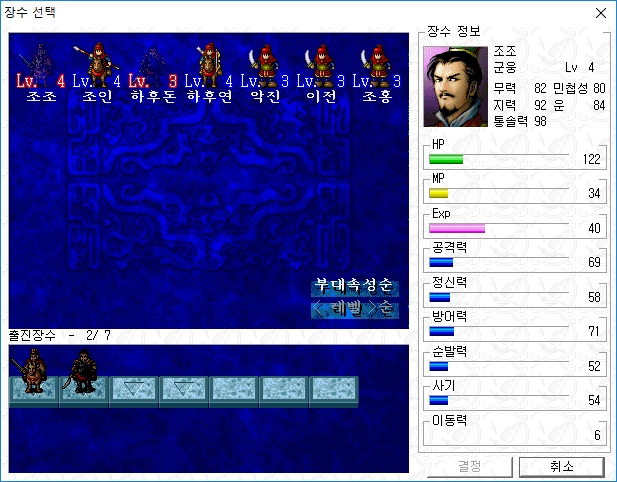 장수 선택
Lv. 4 4 Lv. 3 4 3 3 3
조조 조인 하후돈 하후연 악진 이전 조홍
부대속성순
< 레벨 >순
출진장수 - 2/ 7
장수 정보
조조
군웅 Lv 4
무력 82 민첩성 80
지력 92 운 84
통솔력 98
HP
122
MP
34
Exp
40
공격력
69
정신력
58
방어력
71
순발력
52
사기
54
이동력
6
결정 취소